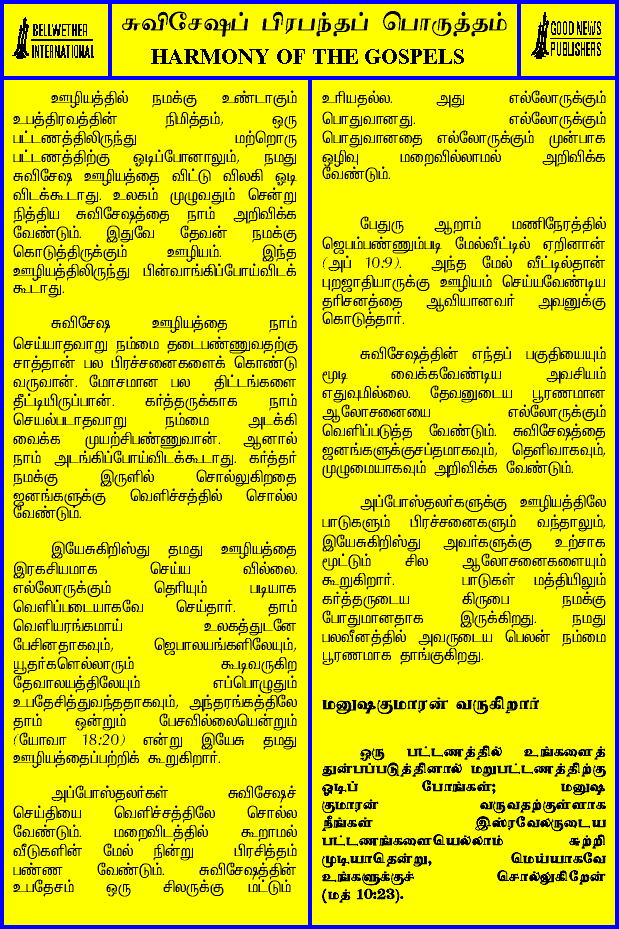 BELLWETHER
INTERNATIONAL
சுவிசேஷப் பிரபந்தப் பொருத்தம்
HARMONY OF THE GOSPELS
GOOD NEWS
PUBLISHERS
ஊழியத்தில் நமக்கு உண்டாகும்
உபத்திரவத்தின் நிமித்தம், ஒரு
பட்டணத்திலிருந்து மற்றொரு
பட்டணத்திற்கு ஓடிப்போனாலும், நமது
சுவிசேஷ ஊழியத்தை விட்டு விலகி ஓடி
விடக்கூடாது. உலகம் முழுவதும் சென்று
நித்திய சுவிசேஷத்தை நாம் அறிவிக்க
வேண்டும். இதுவே தேவன் நமக்கு
கொடுத்திருக்கும் ஊழியம். இந்த
ஊழியத்திலிருந்து பின்வாங்கிப்போய்விடக்
கூடாது.
சுவிசேஷ ஊழியத்தை நாம்
செய்யாதவாறு நம்மை தடைபண்ணுவதற்கு
சாத்தான் பல பிரச்சனைகளைக் கொண்டு
வருவான். மோசமான பல திட்டங்களை
தீட்டியிருப்பான். கர்த்தருக்காக நாம்
செயல்படாதவாறு நம்மை அடக்கி
வைக்க முயற்சிபண்ணுவான். ஆனால்
நாம் அடங்கிப்போய்விடக்கூடாது. கர்த்தர்
நமக்கு இருளில் சொல்லுகிறதை
ஜனங்களுக்கு வெளிச்சத்தில் சொல்ல
வேண்டும்.
இயேசுகிறிஸ்து தமது ஊழியத்தை
இரகசியமாக செய்ய வில்லை.
எல்லோருக்கும் தெரியும் படியாக
வெளிப்படையாகவே செய்தார். தாம்
வெளியரங்கமாய் உலகத்துடனே
பேசினதாகவும், ஜெபாலயங்களிலேயும்,
யூதர்களெல்லாரும் கூடிவருகிற
தேவாலயத்திலேயும் எப்பொழுதும்
உபதேசித்துவந்ததாகவும், அந்தரங்கத்திலே
தாம் ஒன்றும் பேசவில்லையென்றும்
(யோவா 18:20) என்று இயேசு தமது
ஊழியத்தைப்பற்றிக் கூறுகிறார்.
அப்போஸ்தலர்கள் சுவிசேஷச்
செய்தியை வெளிச்சத்திலே சொல்ல
வேண்டும். மறைவிடத்தில் கூறாமல்
வீடுகளின் மேல் நின்று பிரசித்தம்
பண்ண வேண்டும். சுவிசேஷத்தின்
உபதேசம் ஒரு சிலருக்கு மட்டும்
உரியதல்ல. அது எல்லோருக்கும்
பொதுவானது. எல்லோருக்கும்
பொதுவானதை எல்லோருக்கும் முன்பாக
ஒழிவு மறைவில்லாமல் அறிவிக்க
வேண்டும்.
பேதுரு ஆறாம் மணிநேரத்தில்
ஜெபம்பண்ணும்படி மேல்வீட்டில் ஏறினான்
(அப் 10:9). அந்த மேல் வீட்டில்தான்
புறஜாதியாருக்கு ஊழியம் செய்யவேண்டிய
தரிசனத்தை ஆவியானவர் அவனுக்கு
கொடுத்தார்.
சுவிசேஷத்தின் எந்தப் பகுதியையும்
மூடி வைக்கவேண்டிய அவசியம்
எதுவுமில்லை. தேவனுடைய பூரணமான
ஆலோசனையை எல்லோருக்கும்
வெளிப்படுத்த வேண்டும். சுவிசேஷத்தை
ஜனங்களுக்குசப்தமாகவும், தெளிவாகவும்,
முழுமையாகவும் அறிவிக்க வேண்டும்.
அப்போஸ்தலர்களுக்கு ஊழியத்திலே
பாடுகளும் பிரச்சனைகளும் வந்தாலும்,
இயேசுகிறிஸ்து அவர்களுக்கு உற்சாக
மூட்டும் சில ஆலோசனைகளையும்
கூறுகிறார். பாடுகள் மத்தியிலும்
கர்த்தருடைய கிருபை நமக்கு
போதுமானதாக இருக்கிறது. நமது
பலவீனத்தில் அவருடைய பெலன் நம்மை
பூரணமாக தாங்குகிறது.
மனுஷகுமாரன் வருகிறார்
ஒரு பட்டணத்தில் உங்களைத்
துன்பப்படுத்தினால் மறுபட்டணத்திற்கு
ஓடிப் போங்கள்; மனுஷ
குமாரன் வருவதற்குள்ளாக
நீங்கள் இஸ்ரவேலருடைய
பட்டணங்களையெல்லாம் சுற்றி
முடியாதென்று, மெய்யாகவே
உங்களுக்குச் சொல்லுகிறேன்
(மத் 10:23).